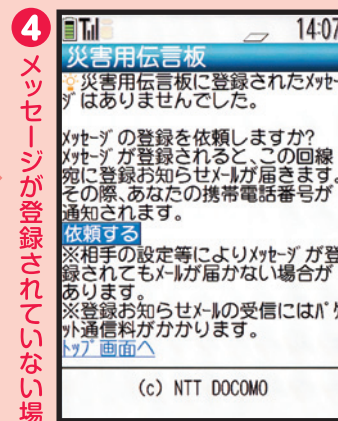 4
メッセージが登録されていない場
14:07
災害用伝言板
災害用伝言板に登録されたﾒｯｾｰ
ｼﾞはありませんでした。
ﾒｯｾｰｼﾞの登録を依頼しますか?
ﾒｯｾｰｼﾞが登録されると、この回線
宛に登録お知らせﾒｰﾙが届きます。
その際、あなたの携帯電話番号が
通知されます。
依頼する
※相手の設定等によりﾒｯｾｰｼﾞが登
録されてもﾒｰﾙが届かない場合が
あります。
※登録お知らせﾒｰﾙの受信にはﾊﾟｹ
ｯﾄ通信料がかかります。
ﾄｯﾌﾟ画面へ
(c) NTT DOCOMO